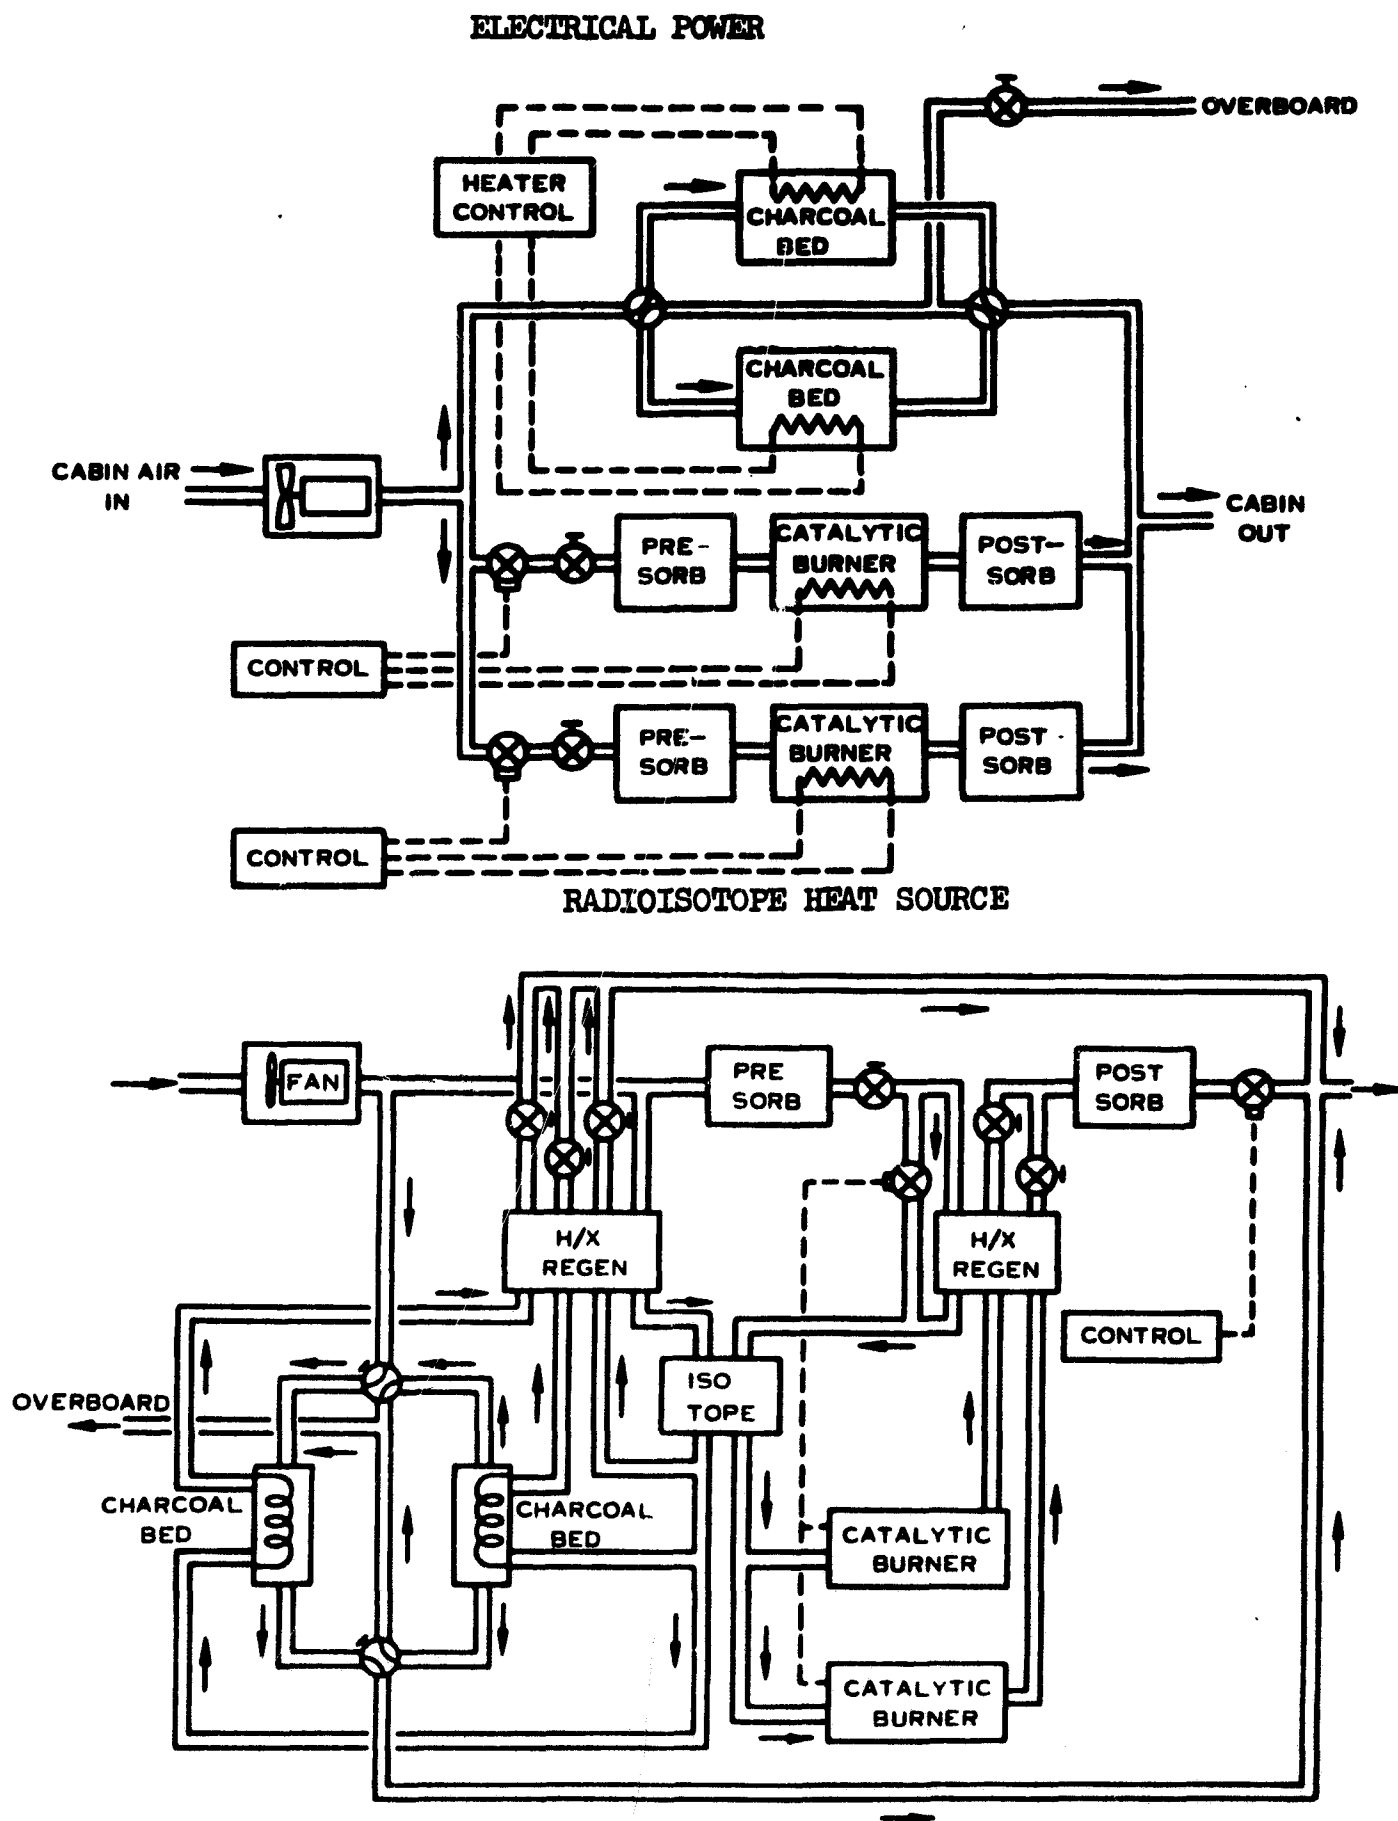 ELECTRICAL POWER
OVERBOARD
HEATER
CONTROL
CHARCOAL
BED
CHARCOAL
BED
CABIN AIR
IN
CABIN
OUT
PRE-
SORB
CATALYTIC
BURNER
POST-
SORB
CONTROL
PRE-
SORB
CATALYTIC
BURNER
POST
SORB
CONTROL
RADIOISOTOPE HEAT SOURCE
FAN
PRE
SORB
POST
SORB
H/X
REGEN
H/X
REGEN
CONTROL
ISO
TOPE
OVERBOARD
CHARCOAL
BED
CHARCOAL
BED
CATALYTIC
BURNER
CATALYTIC
BURNER